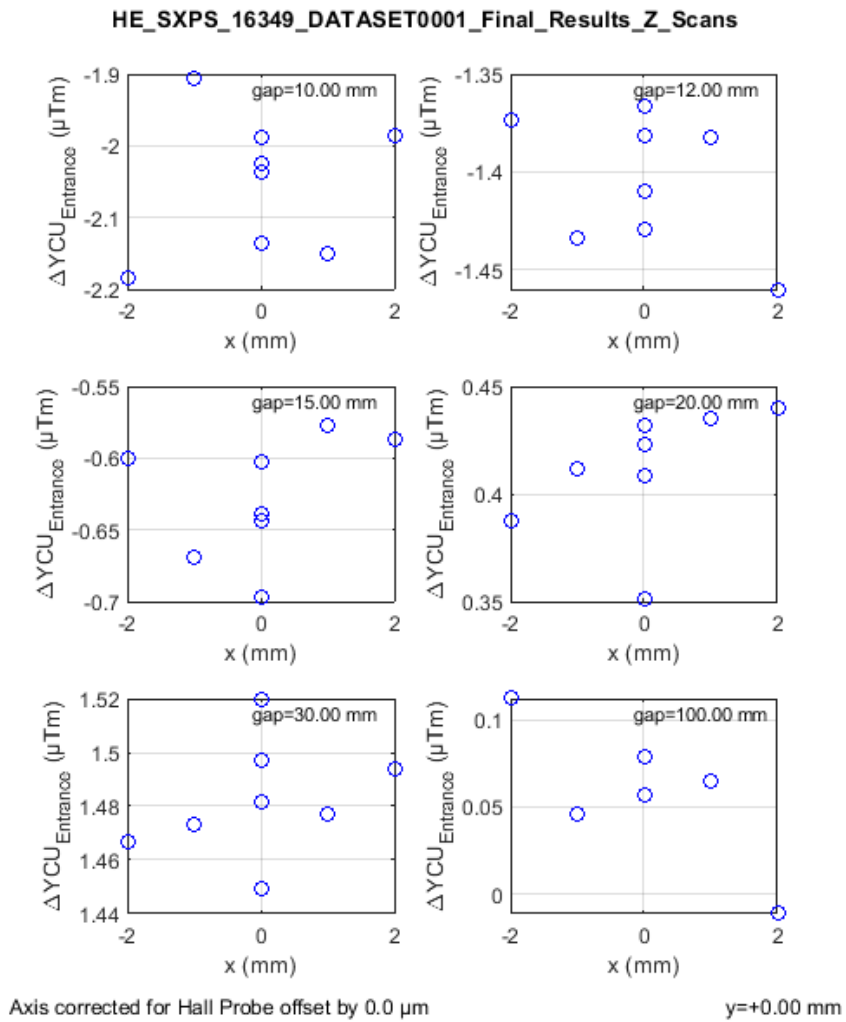 HE_SXPS_16349_DATASET0001_Final_Results_Z_Scans
-1.9
-2
-2.1
-2.2
ΔYCU_Entrance (µTm)
gap=10.00 mm
-2 0 2
x (mm)
-1.35
-1.4
-1.45
ΔYCU_Entrance (µTm)
gap=12.00 mm
-2 0 2
x (mm)
-0.55
-0.6
-0.65
-0.7
ΔYCU_Entrance (µTm)
gap=15.00 mm
-2 0 2
x (mm)
0.45
0.4
0.35
ΔYCU_Entrance (µTm)
gap=20.00 mm
-2 0 2
x (mm)
1.52
1.5
1.48
1.46
1.44
ΔYCU_Entrance (µTm)
gap=30.00 mm
-2 0 2
x (mm)
0.1
0.05
0
ΔYCU_Entrance (µTm)
gap=100.00 mm
-2 0 2
x (mm)
Axis corrected for Hall Probe offset by 0.0 µm
y=+0.00 mm